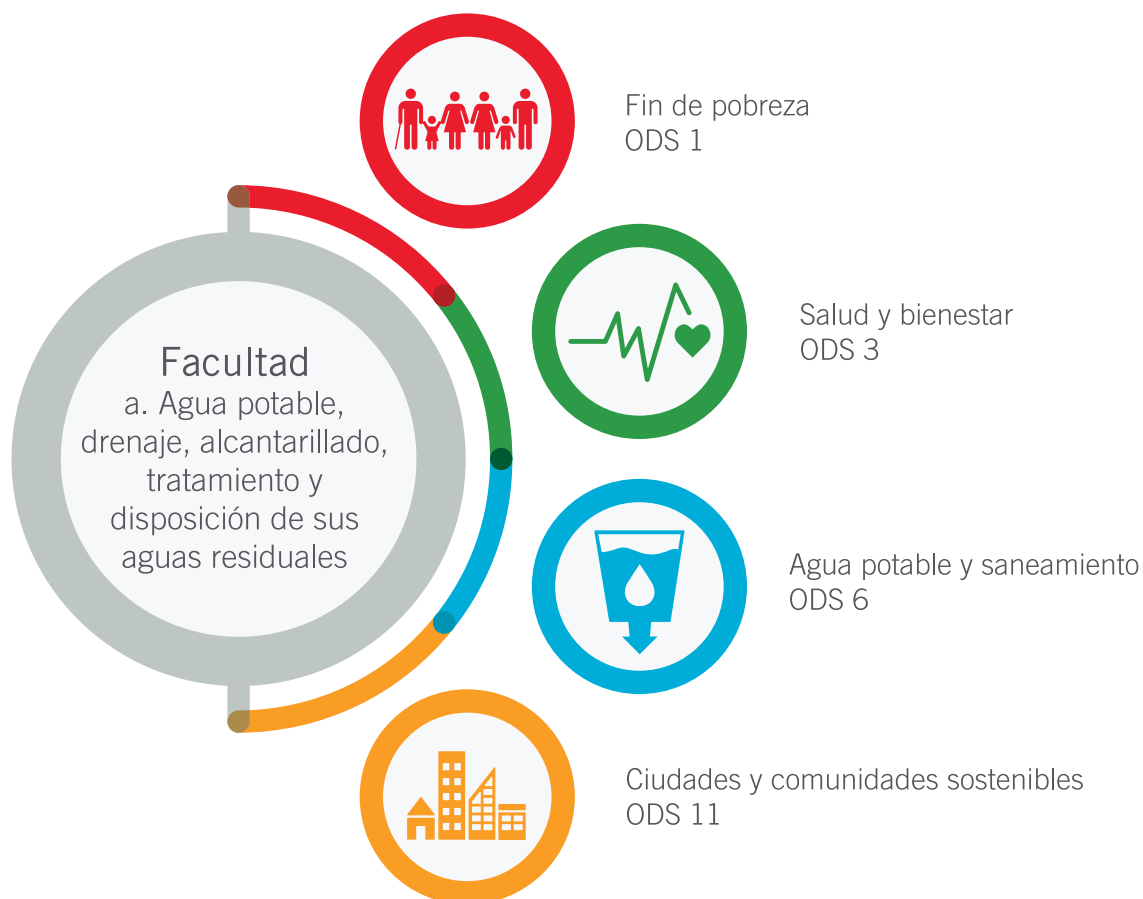 Fin de pobreza
ODS 1
Salud y bienestar
ODS 3
Facultad
a. Agua potable,
drenaje, alcantarillado,
tratamiento y
disposición de sus
aguas residuales
Agua potable y saneamiento
ODS 6
Ciudades y comunidades sostenibles
ODS 11